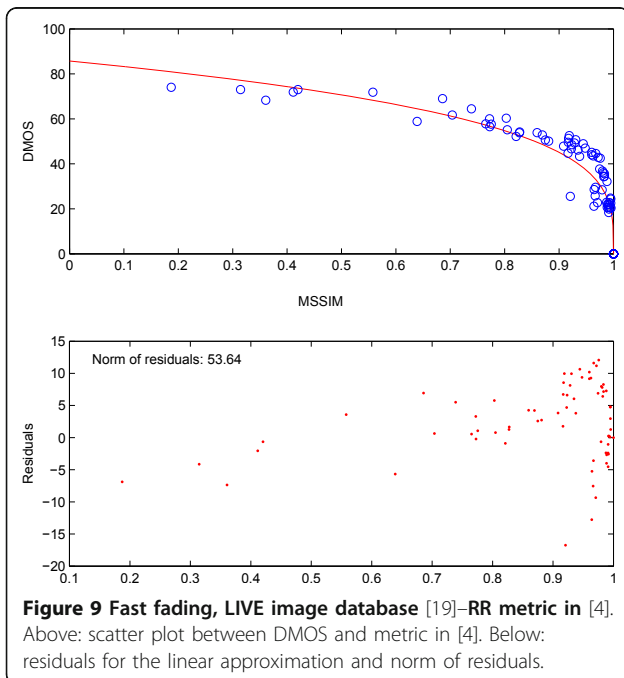 100
80
60
40
20
0
DMOS
0 0.1 0.2 0.3 0.4 0.5 0.6 0.7 0.8 0.9 1
MSSIM
15
10
5
0
−5
−10
−15
−20
Residuals
Norm of residuals: 53.64
0.1 0.2 0.3 0.4 0.5 0.6 0.7 0.8 0.9 1
Figure 9 Fast fading, LIVE image database [19]–RR metric in [4].
Above: scatter plot between DMOS and metric in [4]. Below:
residuals for the linear approximation and norm of residuals.